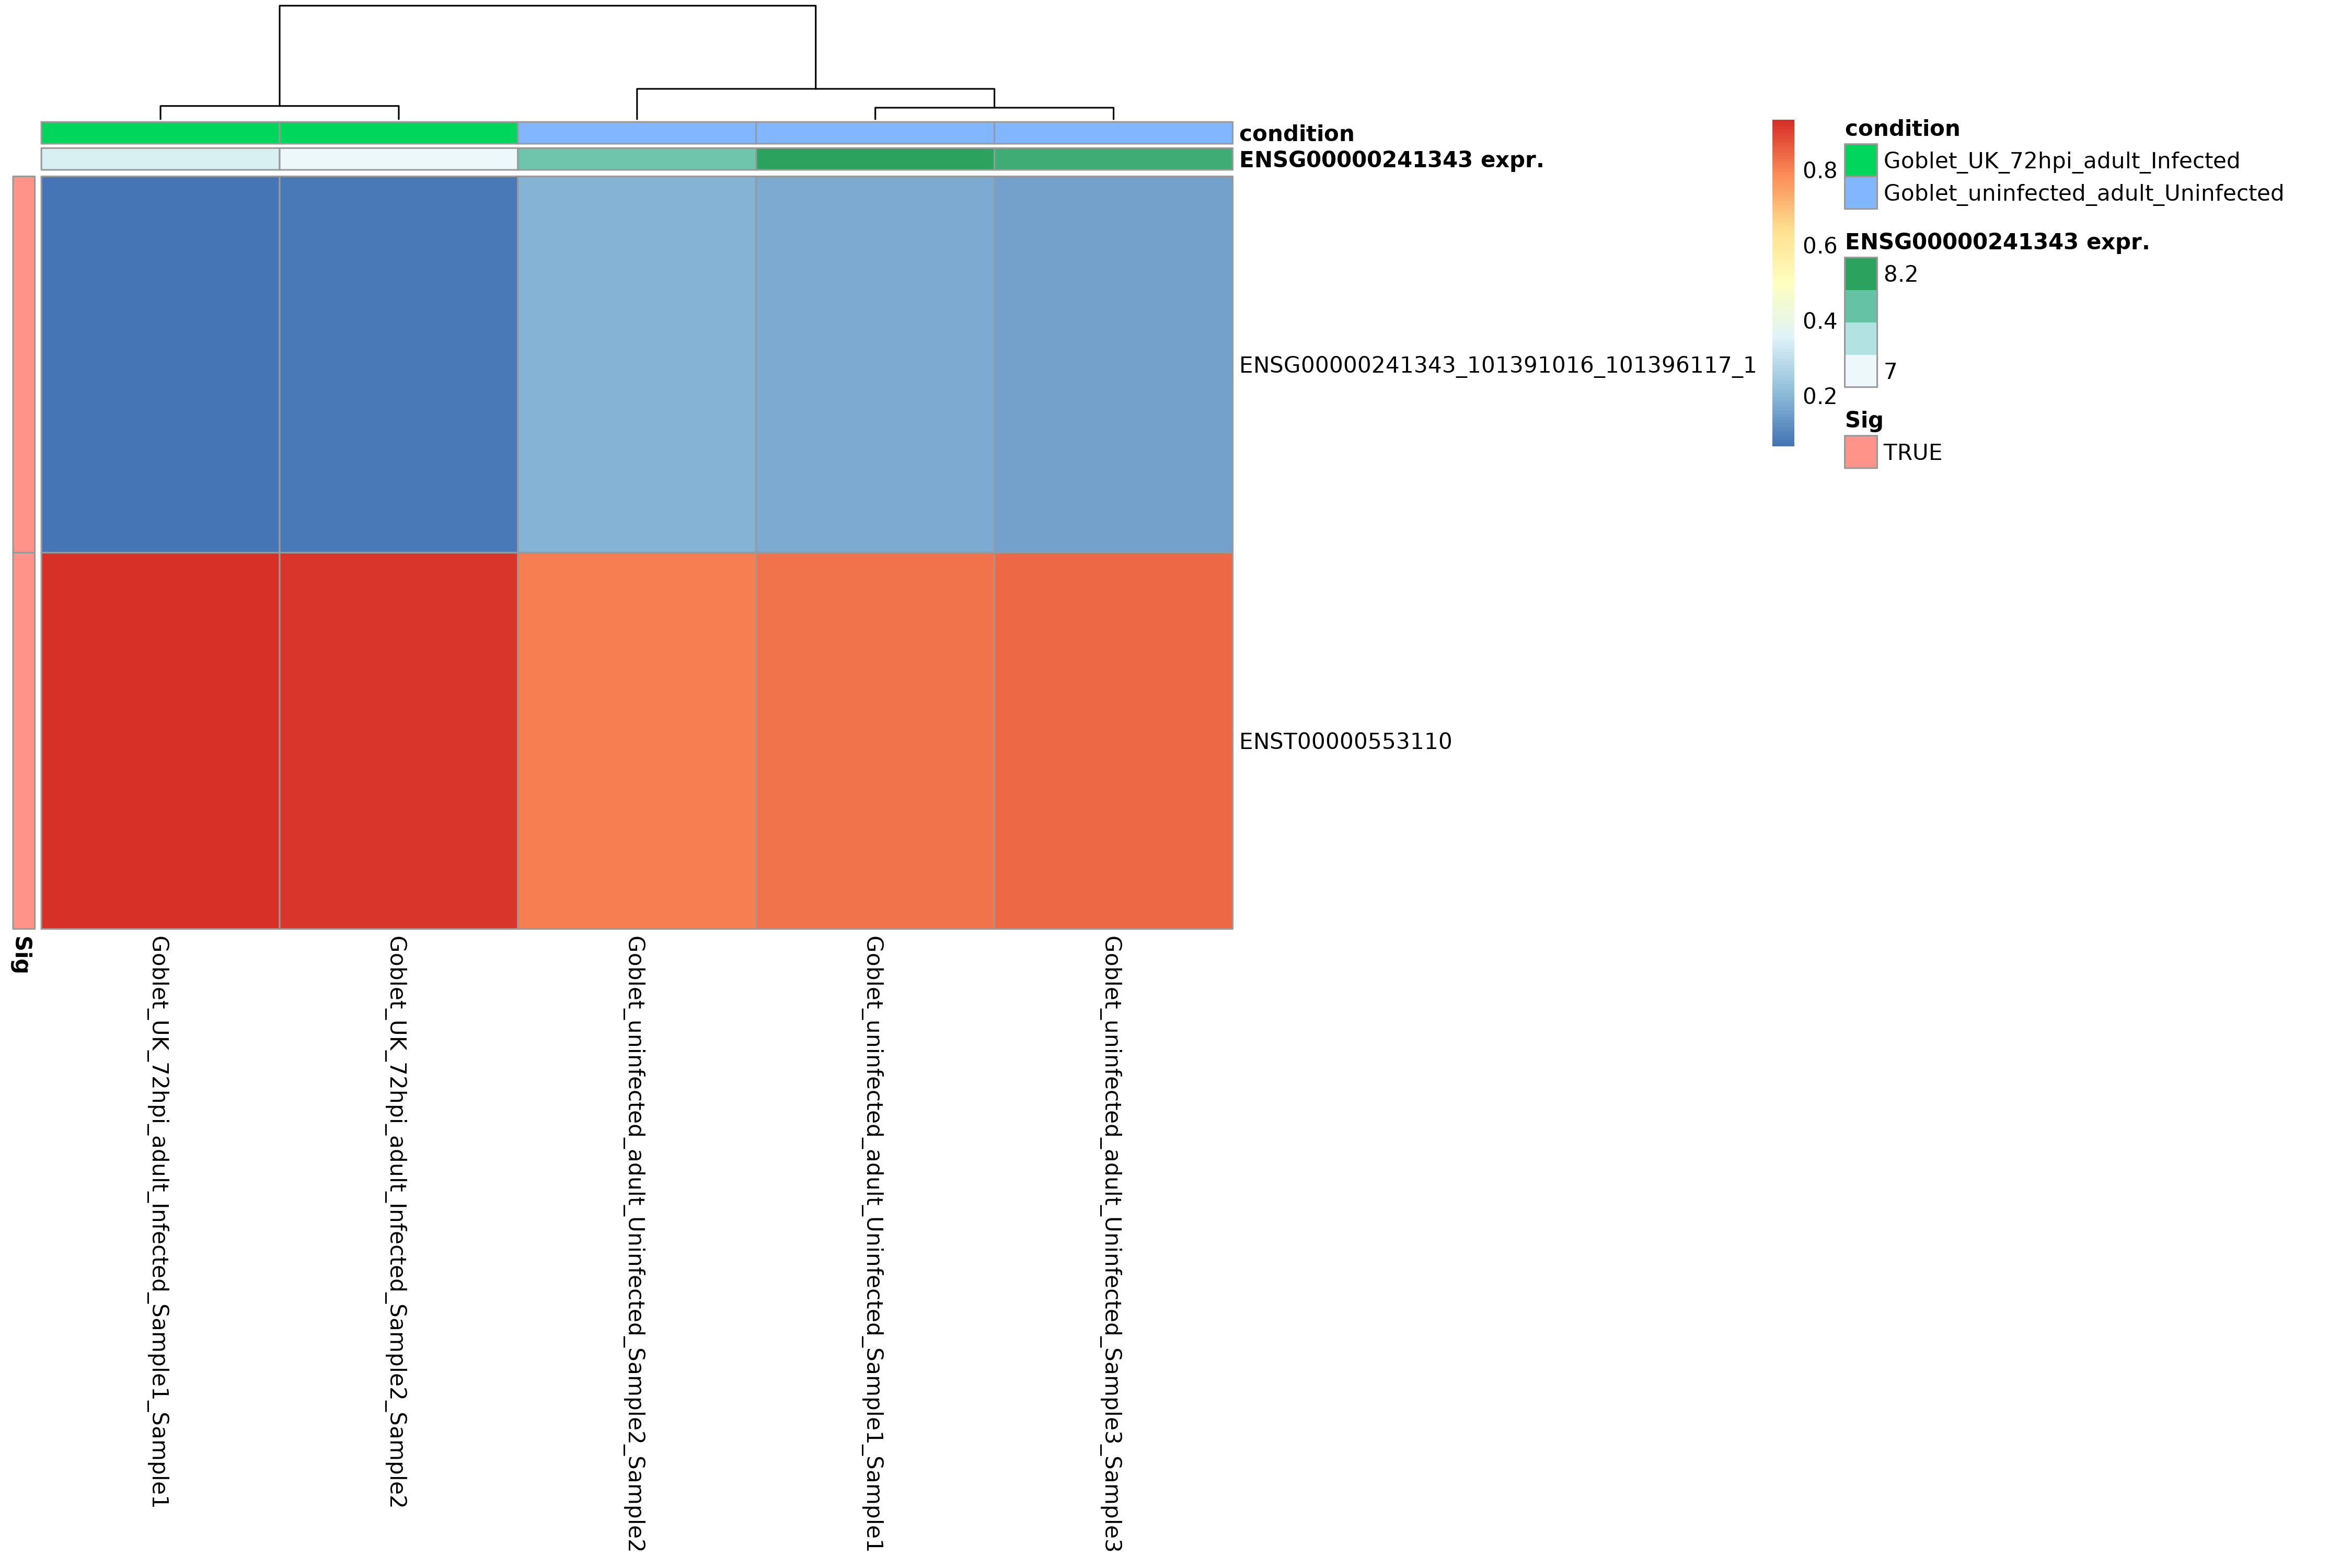 condition
ENSG00000241343 expr.
ENSG00000241343_101391016_101396117_1
ENST00000553110
Sig
Goblet_UK_72hpi_adult_Infected_Sample1_Sample1
Goblet_UK_72hpi_adult_Infected_Sample2_Sample2
Goblet_uninfected_adult_Uninfected_Sample2_Sample2
Goblet_uninfected_adult_Uninfected_Sample1_Sample1
Goblet_uninfected_adult_Uninfected_Sample3_Sample3
0.8
0.6
0.4
0.2
condition
Goblet_UK_72hpi_adult_Infected
Goblet_uninfected_adult_Uninfected
ENSG00000241343 expr.
8.2
7
Sig
TRUE